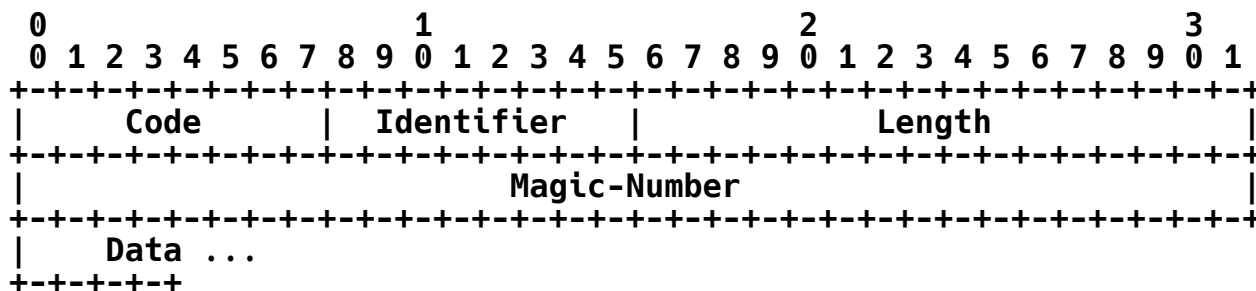 0                   1                   2                   3
 0 1 2 3 4 5 6 7 8 9 0 1 2 3 4 5 6 7 8 9 0 1 2 3 4 5 6 7 8 9 0 1
+-+-+-+-+-+-+-+-+-+-+-+-+-+-+-+-+-+-+-+-+-+-+-+-+-+-+-+-+-+-+-+-+
|     Code      |  Identifier   |            Length             |
+-+-+-+-+-+-+-+-+-+-+-+-+-+-+-+-+-+-+-+-+-+-+-+-+-+-+-+-+-+-+-+-+
|                         Magic-Number                          |
+-+-+-+-+-+-+-+-+-+-+-+-+-+-+-+-+-+-+-+-+-+-+-+-+-+-+-+-+-+-+-+-+
|    Data ...
+-+-+-+-+